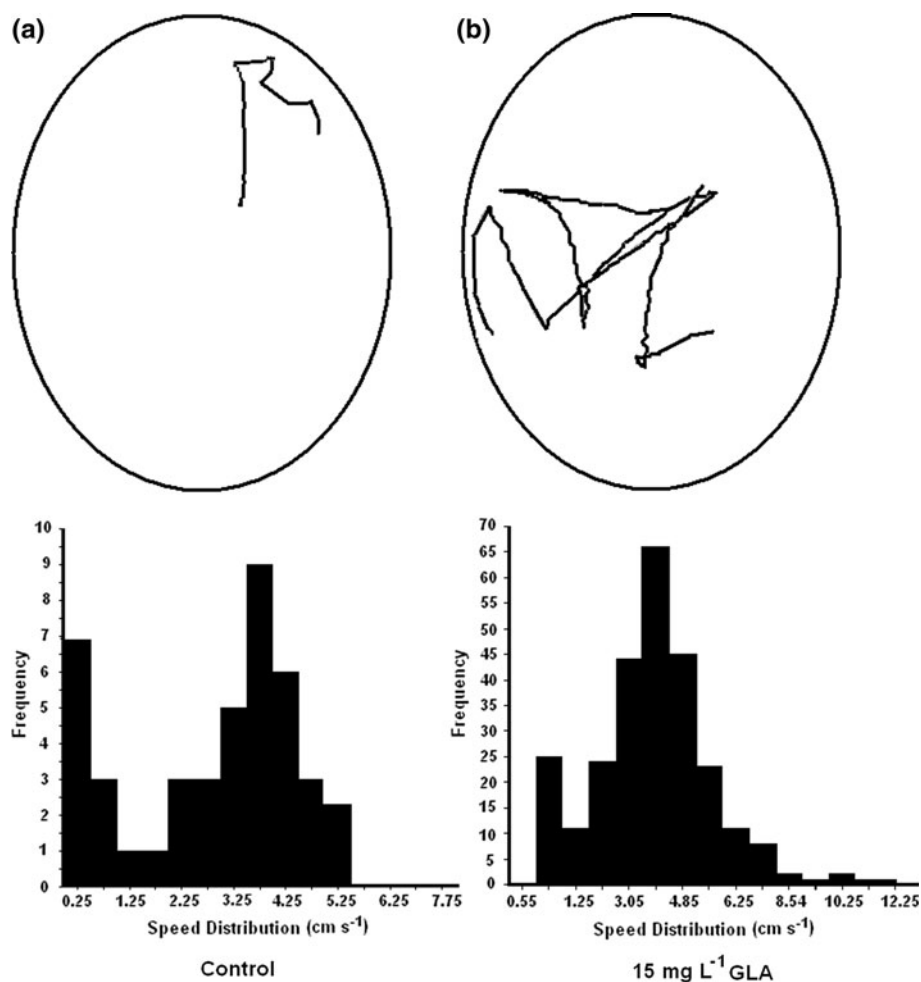 (a)
(b)
10
9
8
7
6
5
4
3
2
1
0
Frequency
0.25 1.25 2.25 3.25 4.25 5.25 6.25 7.75
Speed Distribution (cm s⁻¹)
Control
70
65
60
55
50
45
40
35
30
25
20
15
10
5
0
Frequency
0.55 1.25 3.05 4.85 6.25 8.54 10.25 12.25
Speed Distribution (cm s⁻¹)
15 mg L⁻¹ GLA